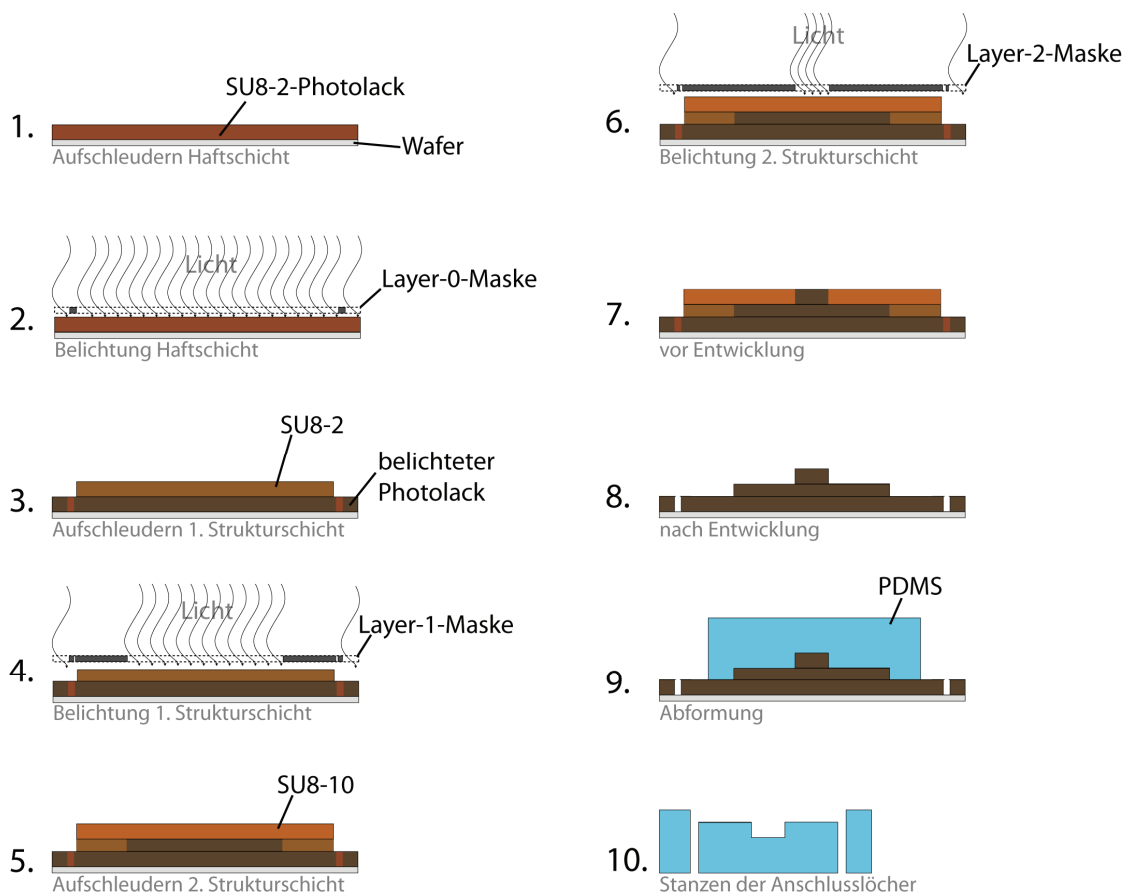 SU8-2-Photolack
1.
Wafer
Aufschleudern Haftschicht
Licht
Layer-0-Maske
2.
Belichtung Haftschicht
SU8-2
belichteter
Photolack
3.
Aufschleudern 1. Strukturschicht
Licht
Layer-1-Maske
4.
Belichtung 1. Strukturschicht
SU8-10
5.
Aufschleudern 2. Strukturschicht
Licht
Layer-2-Maske
6.
Belichtung 2. Strukturschicht
7.
vor Entwicklung
8.
nach Entwicklung
PDMS
9.
Abformung
10.
Stanzen der Anschlusslöcher